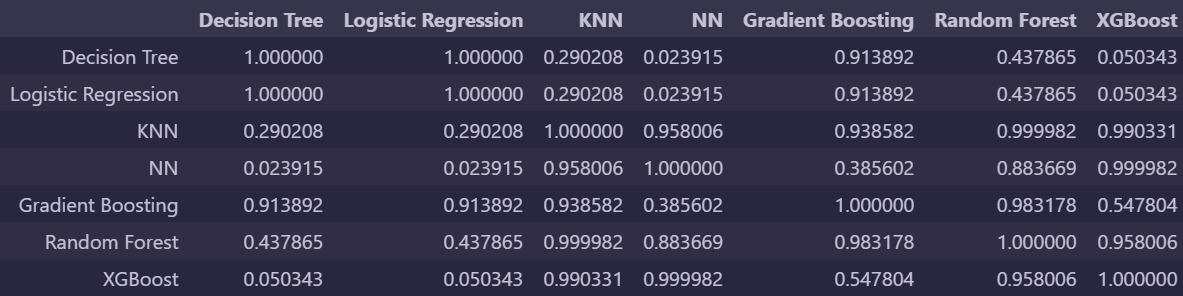 Decision Tree Logistic Regression KNN NN Gradient Boosting Random Forest XGBoost
Decision Tree 1.000000 1.000000 0.290208 0.023915 0.913892 0.437865 0.050343
Logistic Regression 1.000000 1.000000 0.290208 0.023915 0.913892 0.437865 0.050343
KNN 0.290208 0.290208 1.000000 0.958006 0.938582 0.999982 0.990331
NN 0.023915 0.023915 0.958006 1.000000 0.385602 0.883669 0.999982
Gradient Boosting 0.913892 0.913892 0.938582 0.385602 1.000000 0.983178 0.547804
Random Forest 0.437865 0.437865 0.999982 0.883669 0.983178 1.000000 0.958006
XGBoost 0.050343 0.050343 0.990331 0.999982 0.547804 0.958006 1.000000